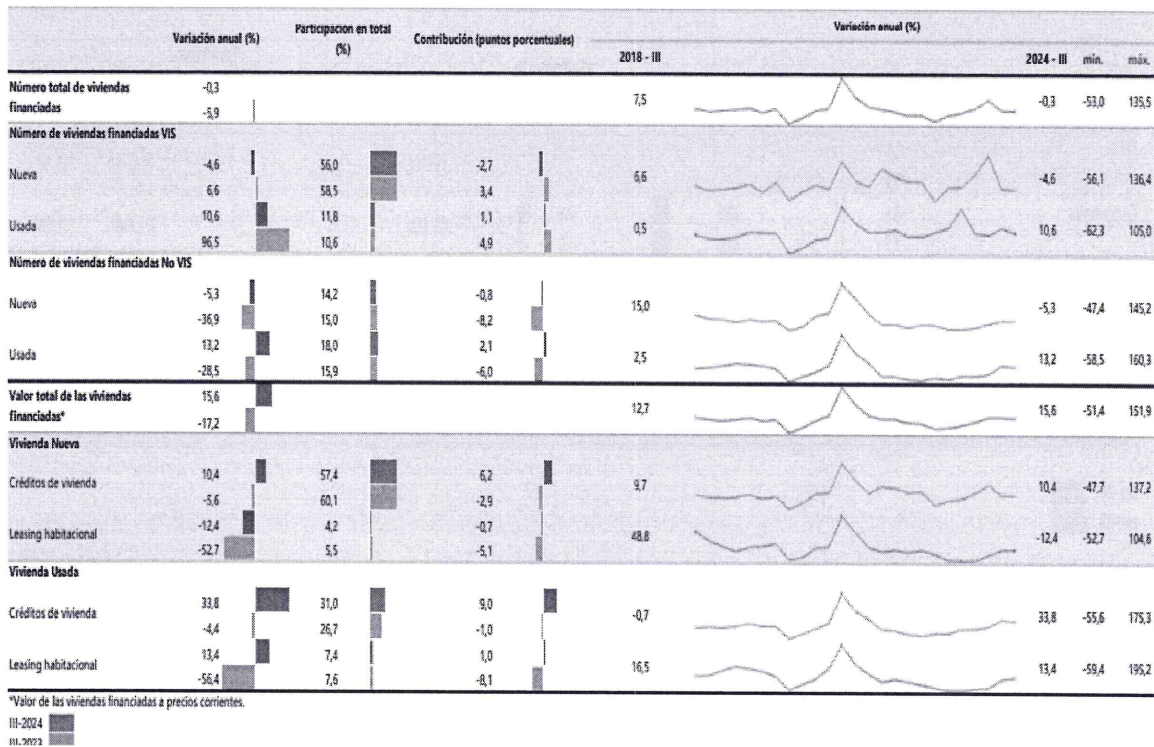 Variación anual (%) Participacion en total (%) Contribución (puntos porcentuales) Variación anual (%)
2018 - III 2024 - III min. máx.
Número total de viviendas financiadas -0,3 7,5 -0,3 -53,0 135,5
-5,9
Número de viviendas financiadas VIS
Nueva -4,6 56,0 -2,7 6,6 -4,6 -56,1 136,4
6,6 58,5 3,4
Usada 10,6 11,8 1,1 0,5 10,6 -62,3 105,0
96,5 10,6 4,9
Número de viviendas financiadas No VIS
Nueva -5,3 14,2 -0,8 15,0 -5,3 -47,4 145,2
-36,9 15,0 -8,2
Usada 13,2 18,0 2,1 2,5 13,2 -58,5 160,3
-28,5 15,9 -6,0
Valor total de las viviendas financiadas* 15,6 12,7 15,6 -51,4 151,9
-17,2
Vivienda Nueva
Créditos de vivienda 10,4 57,4 6,2 9,7 10,4 -47,7 137,2
-5,6 60,1 -2,9
Leasing habitacional -12,4 4,2 -0,7 48,8 -12,4 -52,7 104,6
-52,7 5,5 -5,1
Vivienda Usada
Créditos de vivienda 33,8 31,0 9,0 -0,7 33,8 -55,6 175,3
-4,4 26,7 -1,0
Leasing habitacional 13,4 7,4 1,0 16,5 13,4 -59,4 195,2
-56,4 7,6 -8,1
*Valor de las viviendas financiadas a precios corrientes.
III-2024
III-2023